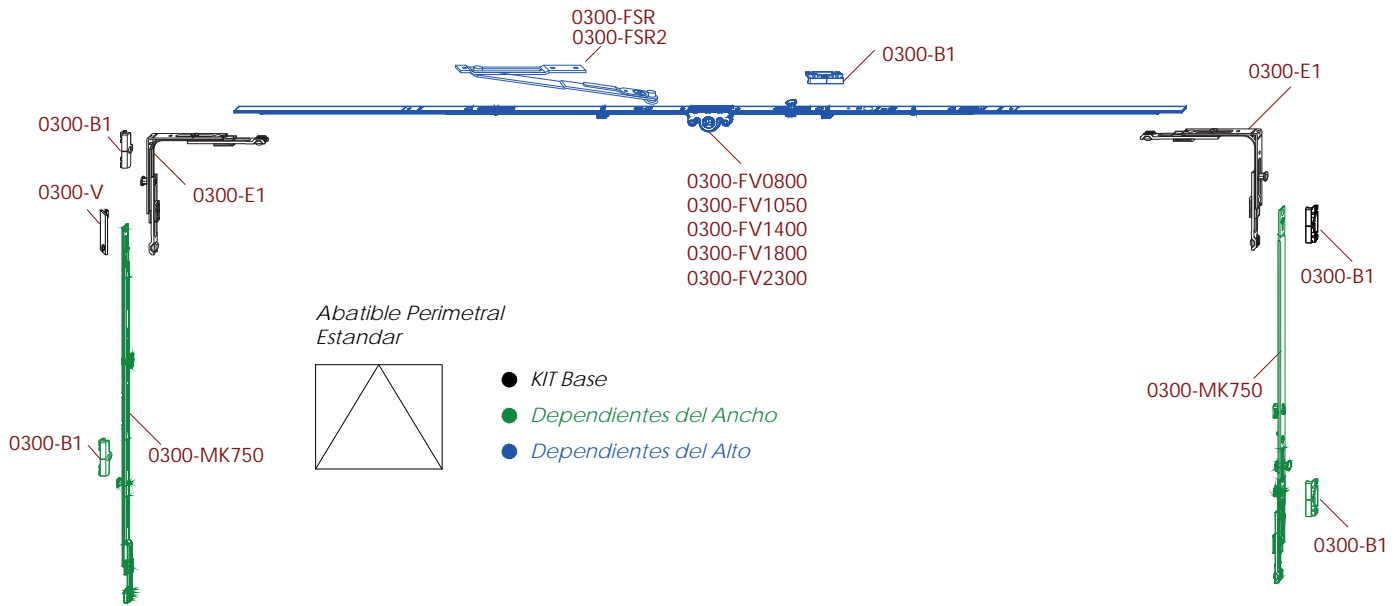 0300-FSR
0300-FSR2
0300-B1
0300-E1
0300-B1
0300-V
0300-E1
0300-FV0800
0300-FV1050
0300-FV1400
0300-FV1800
0300-FV2300
0300-B1
Abatible Perimetral
Estandar
KIT Base
Dependientes del Ancho
Dependientes del Alto
0300-MK750
0300-B1
0300-MK750
0300-B1